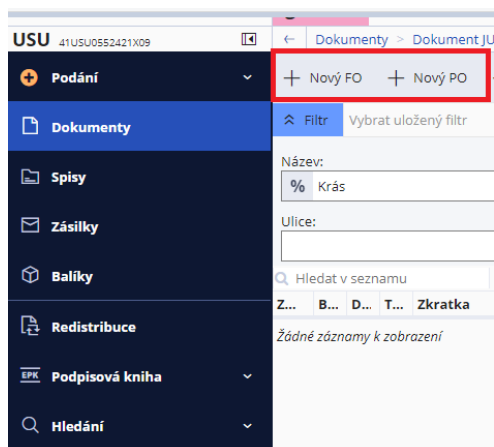 USU 41USU0552421X09
← Dokumenty > Dokument JU
Podání
+ Nový FO + Nový PO
Filtr Vybrat uložený filtr
Dokumenty
Název:
% Krás
Spisy
Ulice:
Zásilky
Hledat v seznamu
Balíky
Z... B... D... T... Zkratka
Redistribuce
Žádné záznamy k zobrazení
EPK Podpisová kniha
Hledání